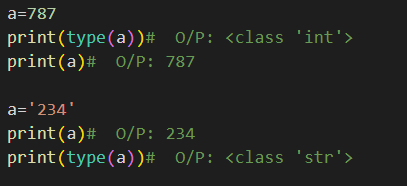 a=787
print(type(a))#  O/P: <class 'int'>
print(a)#  O/P: 787
a='234'
print(a)#  O/P: 234
print(type(a))#  O/P: <class 'str'>